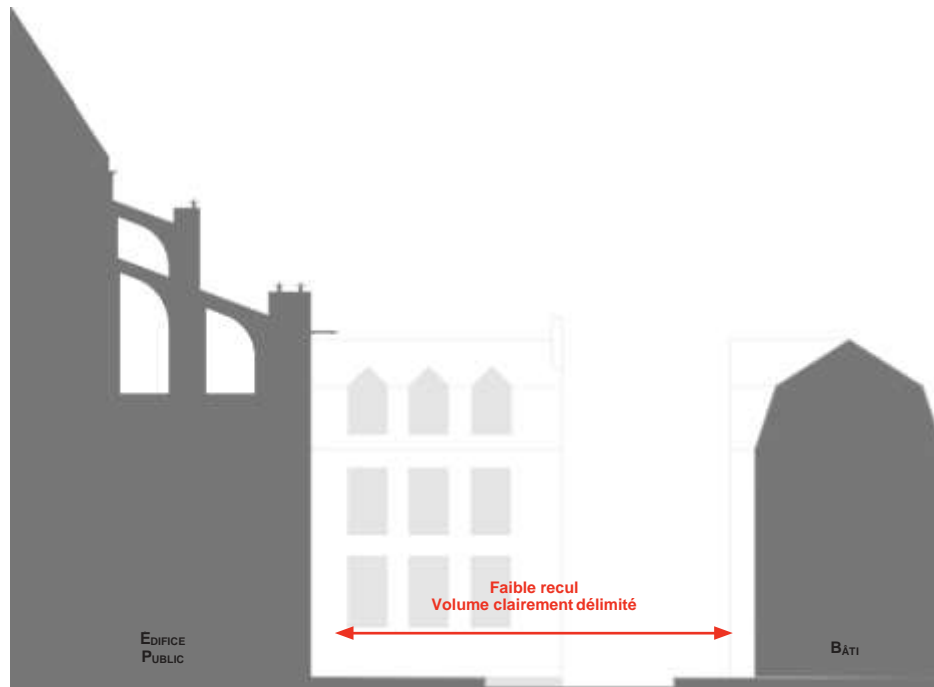 Faible recul
Volume clairement délimité
EDIFICE
PUBLIC
BÂTI